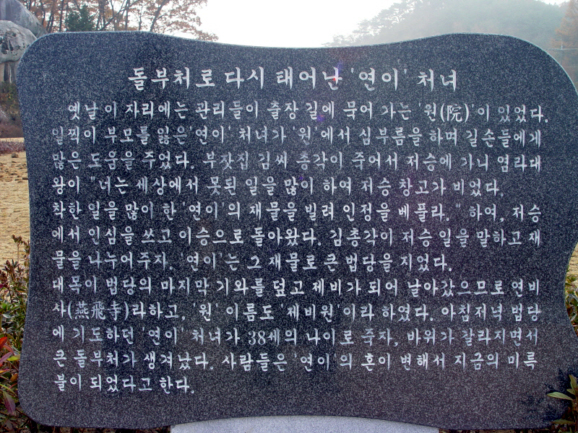 돌부처로 다시 태어난 '연이' 처녀
옛날 이 자리에는 관리들이 출장 길에 묵어 가는 '원(院)'이 있었다.
일찍이 부모를 잃은 '연이' 처녀가 '원'에서 심부름을 하며 길손들에게
많은 도움을 주었다. 부잣집 김씨 총각이 죽어서 저승에 가니 염라대
왕이 "너는 세상에서 못된 일을 많이 하여 저승 창고가 비었다.
착한 일을 많이 한 '연이'의 재물을 빌려 인정을 베풀라." 하여, 저승
에서 인심을 쓰고 이승으로 돌아왔다. 김총각이 저승 일을 말하고 재
물을 나누어주자, '연이'는 그 재물로 큰 법당을 지었다.
대목이 법당의 마지막 기와를 덮고 제비가 되어 날아갔으므로 연비
사(燕飛寺)라하고, '원' 이름도 '제비원'이라 하였다. 아침저녁 법당
에 기도하던 '연이' 처녀가 38세의 나이로 죽자, 바위가 갈라지면서
큰 돌부처가 생겨났다. 사람들은 '연이'의 혼이 변해서 지금의 미륵
불이 되었다고 한다.